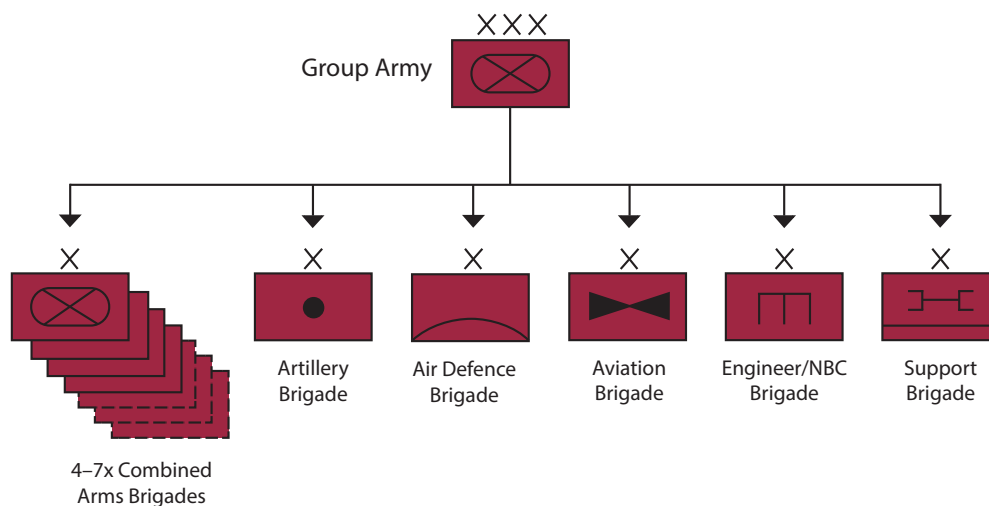 XXX
Group Army
X X X X X X
Artillery
Brigade
Air Defence
Brigade
Aviation
Brigade
Engineer/NBC
Brigade
Support
Brigade
4–7x Combined
Arms Brigades